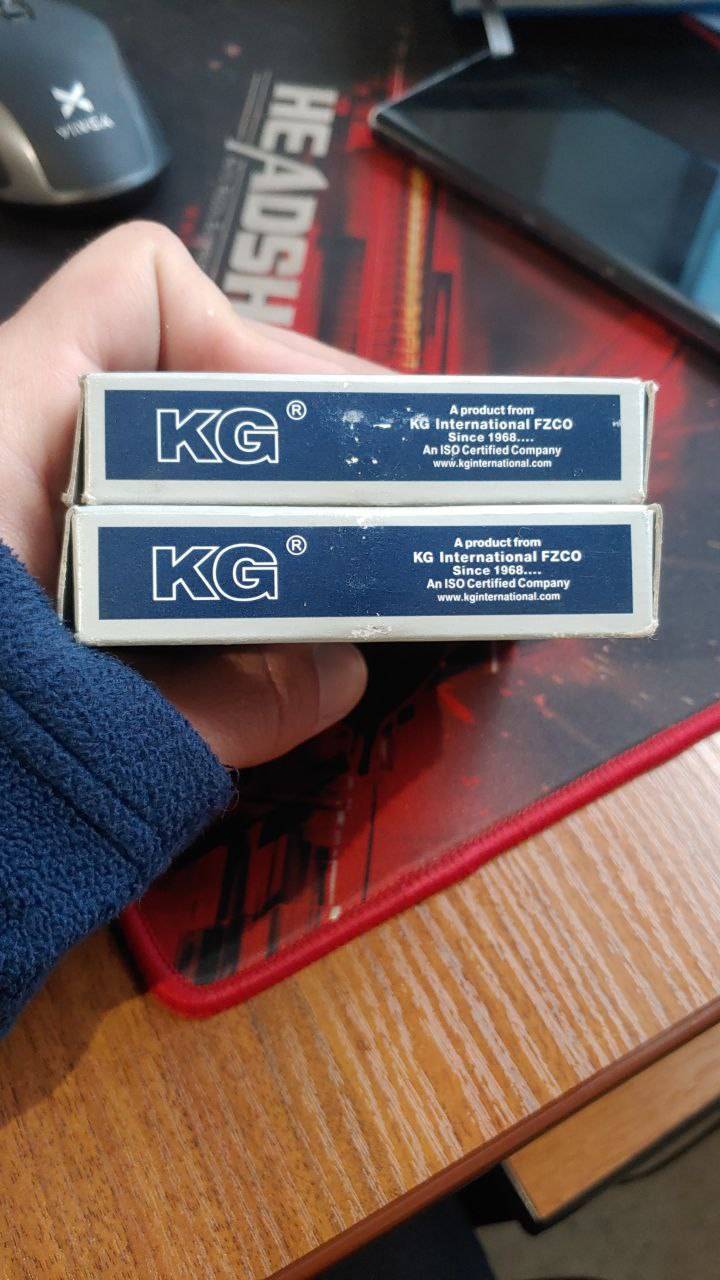 VINGA
HEADSH
KG®
A product from
KG International FZCO
Since 1968....
An ISO Certified Company
www.kginternational.com
KG®
A product from
KG International FZCO
Since 1968....
An ISO Certified Company
www.kginternational.com